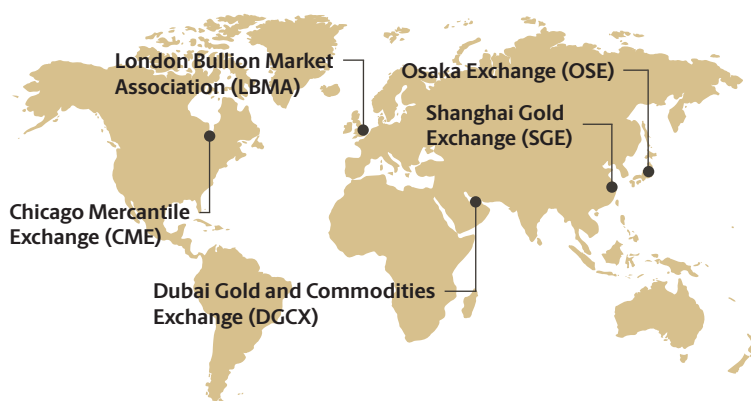 London Bullion Market
Association (LBMA)
Osaka Exchange (OSE)
Shanghai Gold
Exchange (SGE)
Chicago Mercantile
Exchange (CME)
Dubai Gold and Commodities
Exchange (DGCX)